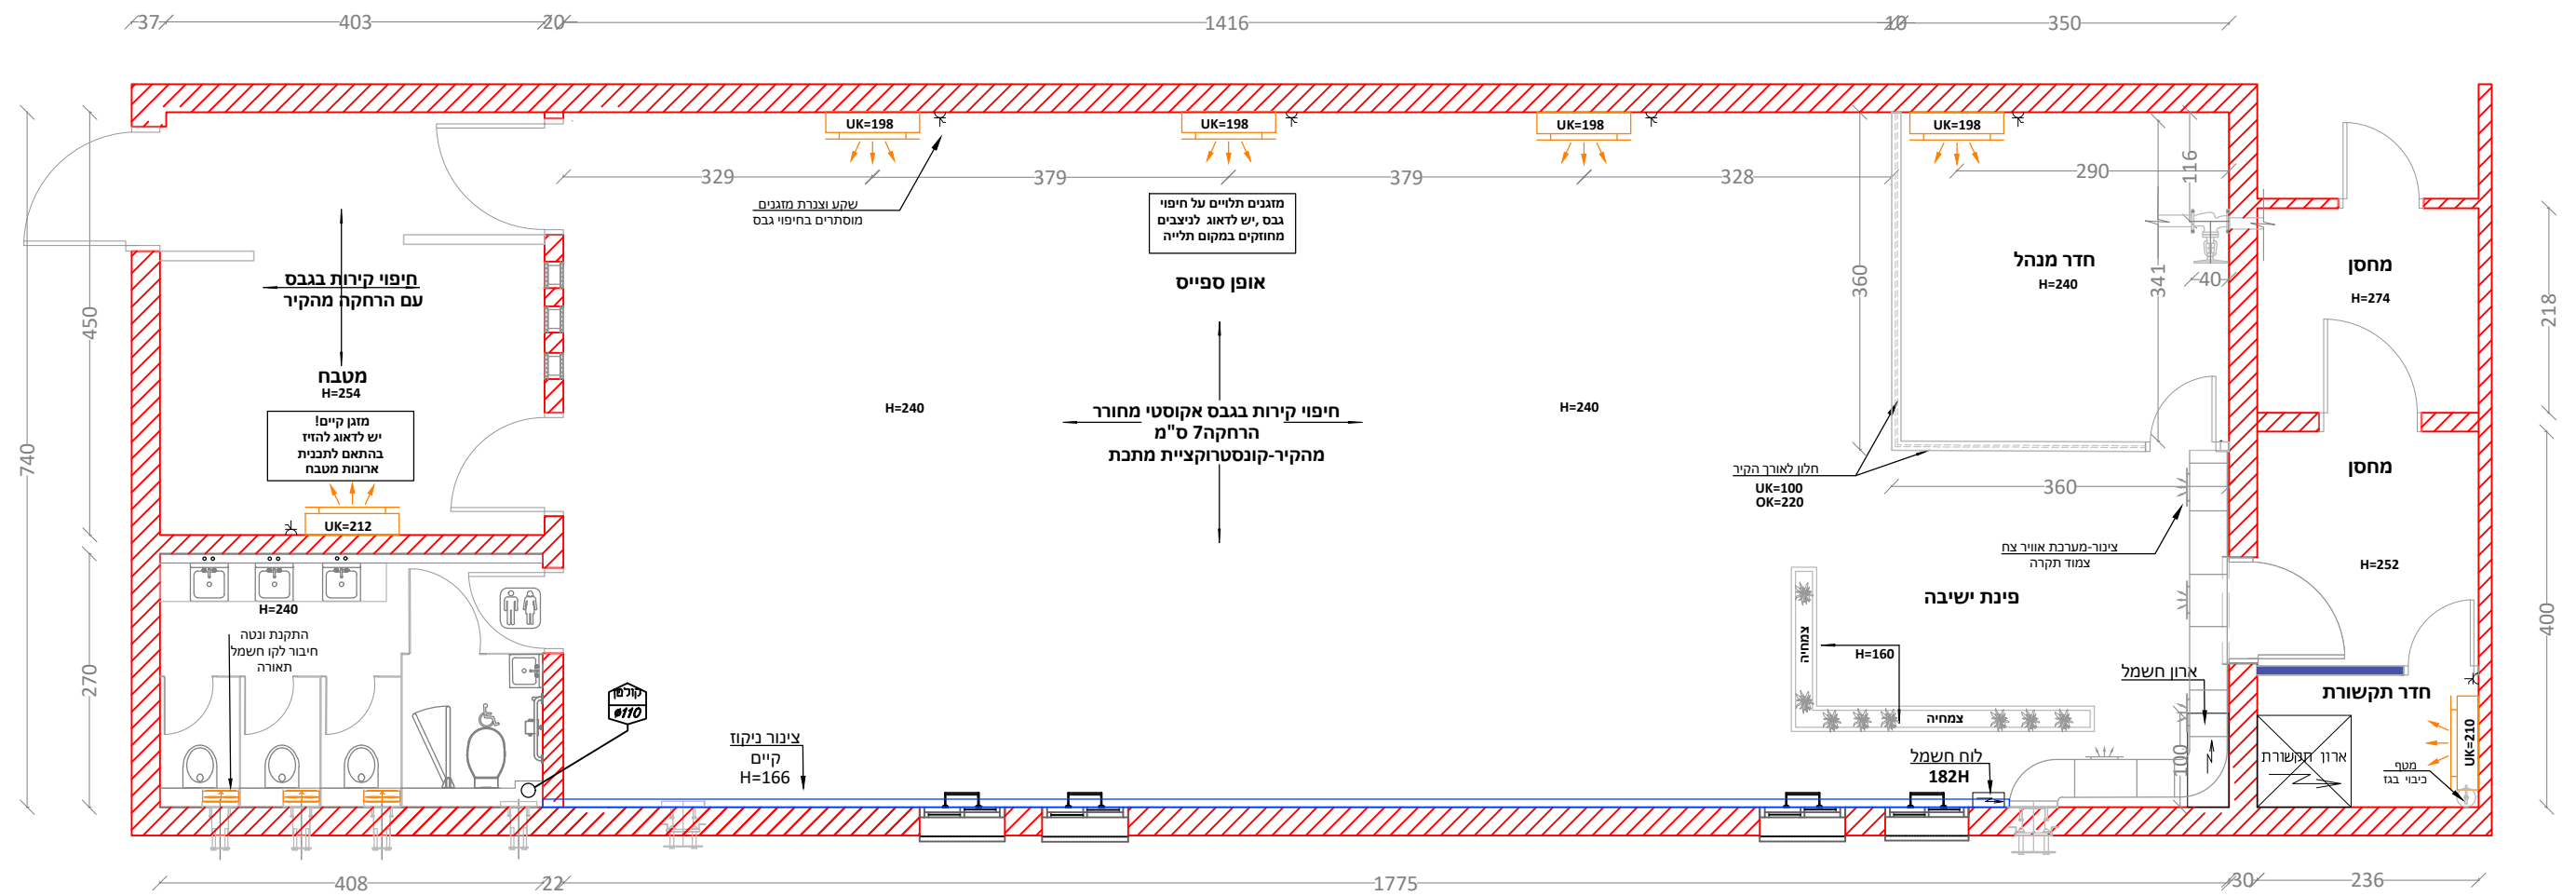 37
403
20
1416
10
350
UK=198
UK=198
UK=198
UK=198
329
379
379
328
290
116
שקע וצנרת מזגנים
מוסתרים בחיפוי גבס
מזגנים תלויים על חיפוי
גבס ,יש לדאוג לניצבים
מחוזקים במקום תלייה
חיפוי קירות בגבס
עם הרחקה מהקיר
אופן ספייס
חדר מנהל
H=240
360
341
40
מחסן
H=274
218
450
740
מטבח
H=254
מזגן קיים!
יש לדאוג להזיז
בהתאם לתכנית
ארונות מטבח
UK=212
H=240
H=240
חיפוי קירות בגבס אקוסטי מחורר
הרחקה7 ס"מ
מהקיר-קונסטרוקציית מתכת
חלון לאורך הקיר
UK=100
OK=220
360
מחסן
H=252
400
צינור-מערכת אוויר צח
צמוד תקרה
פינת ישיבה
צמחיה
H=160
צמחיה
H=240
התקנת ונטה
חיבור לקו חשמל
תאורה
270
קולטן
ø110
צינור ניקוז
קיים
H=166
ארון חשמל
לוח חשמל
182H
100
חדר תקשורת
ארון תקשורת
UK=210
מטף
כיבוי בגז
408
22
1775
30
236